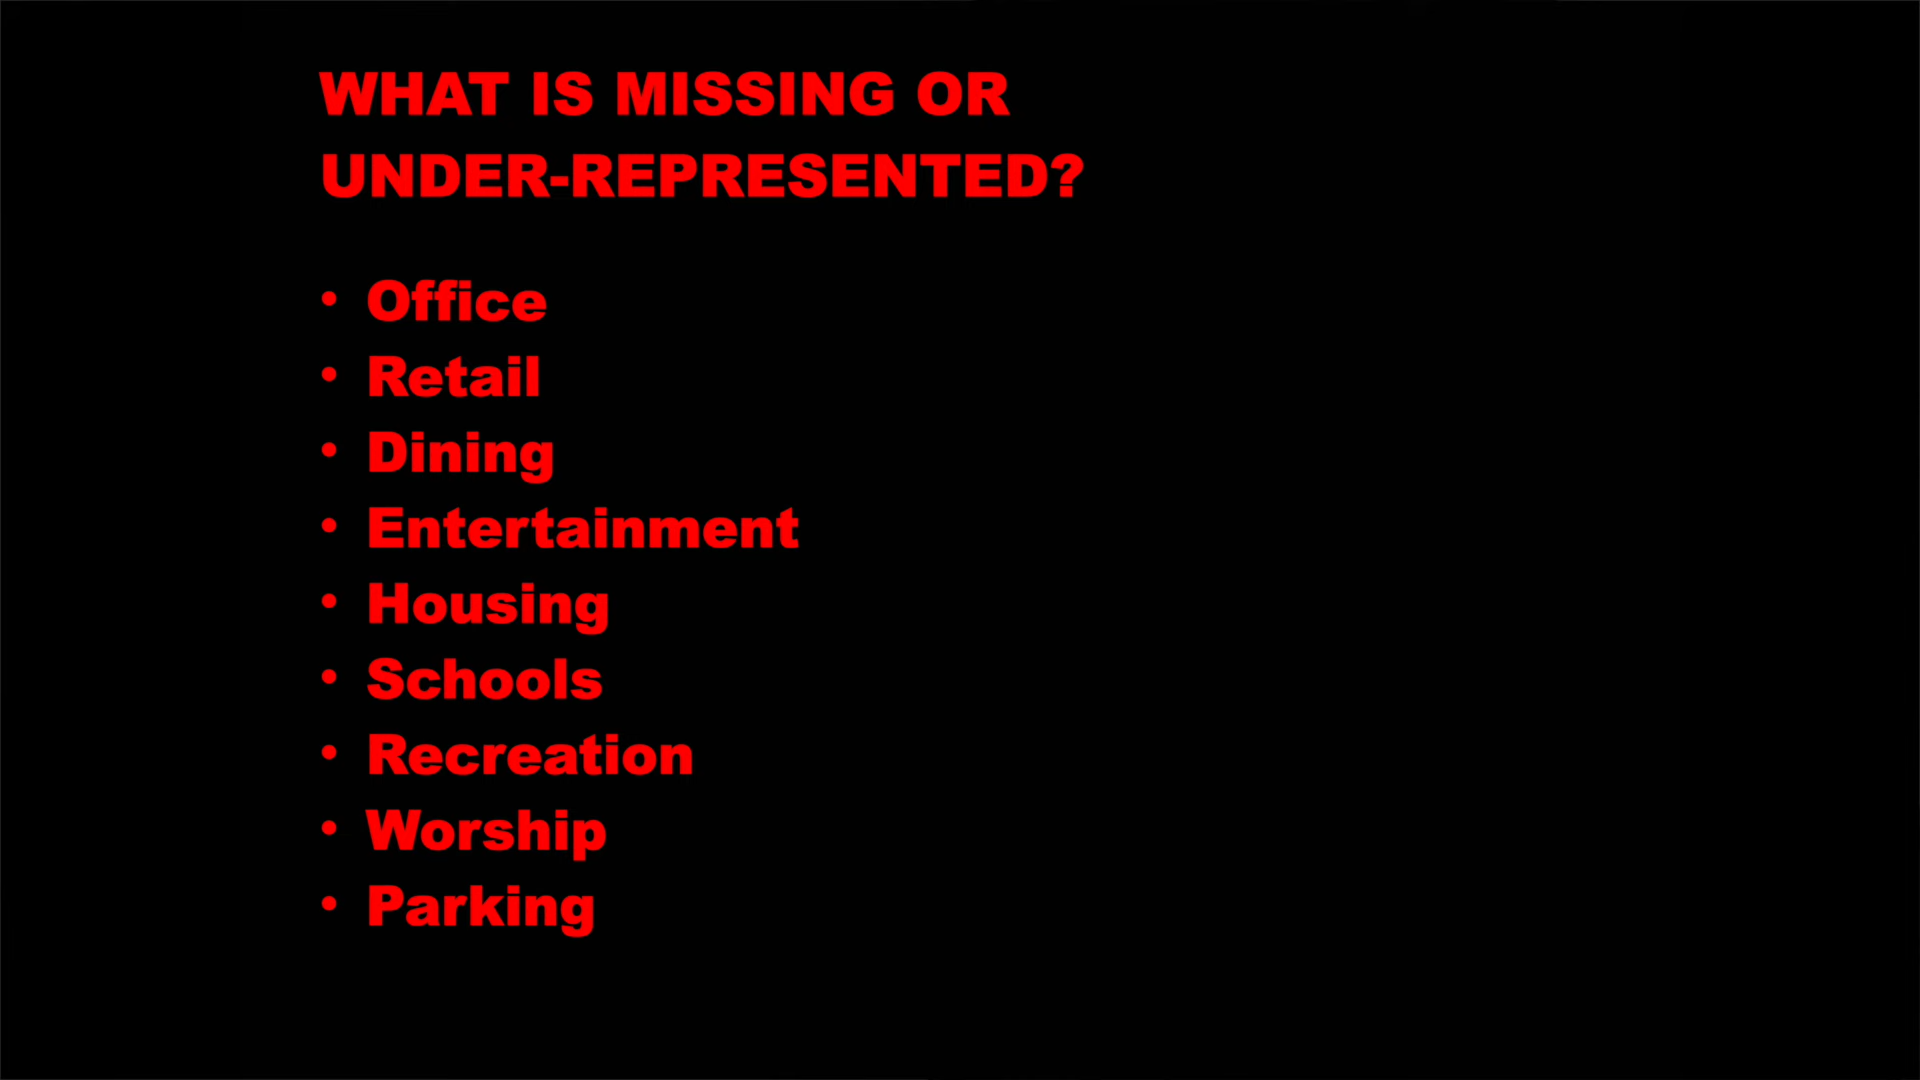 WHAT IS MISSING OR
UNDER-REPRESENTED?
• Office
• Retail
• Dining
• Entertainment
• Housing
• Schools
• Recreation
• Worship
• Parking